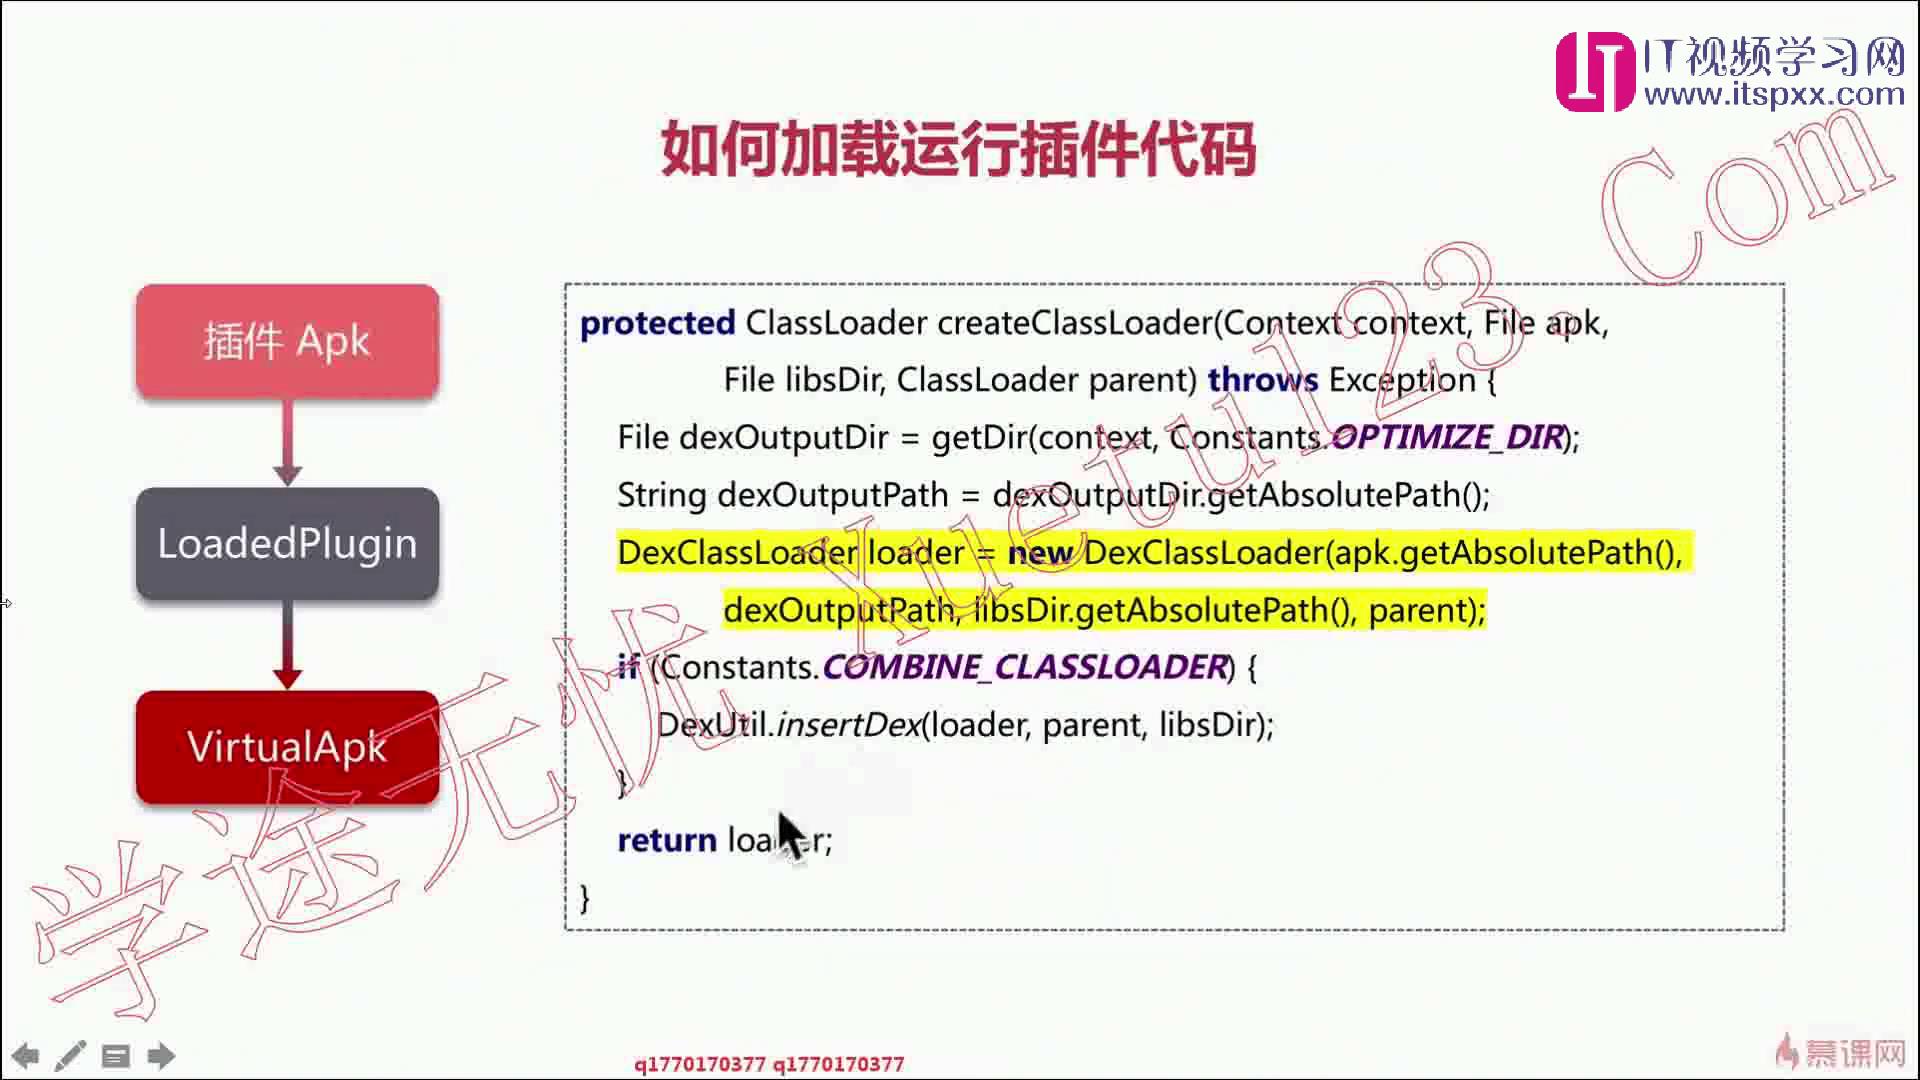 IT视频学习网
www.itspxx.com
如何加载运行插件代码
插件 Apk
LoadedPlugin
VirtualApk
protected ClassLoader createClassLoader(Context context, File apk,
File libsDir, ClassLoader parent) throws Exception {
File dexOutputDir = getDir(context, Constants.OPTIMIZE_DIR);
String dexOutputPath = dexOutputDir.getAbsolutePath();
DexClassLoader loader = new DexClassLoader(apk.getAbsolutePath(),
dexOutputPath, libsDir.getAbsolutePath(), parent);
if (Constants.COMBINE_CLASSLOADER) {
DexUtil.insertDex(loader, parent, libsDir);
}
return loader;
}
学途无忧 Xuetu123.Com
q1770170377 q1770170377
慕课网